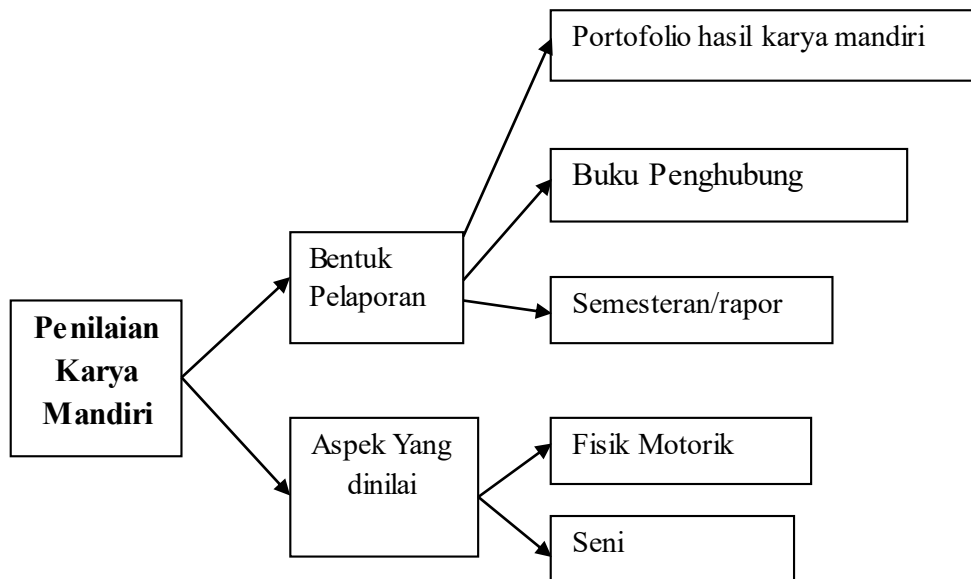 Portofolio hasil karya mandiri
Buku Penghubung
Bentuk
Pelaporan
Semesteran/rapor
Penilaian
Karya
Mandiri
Aspek Yang
dinilai
Fisik Motorik
Seni